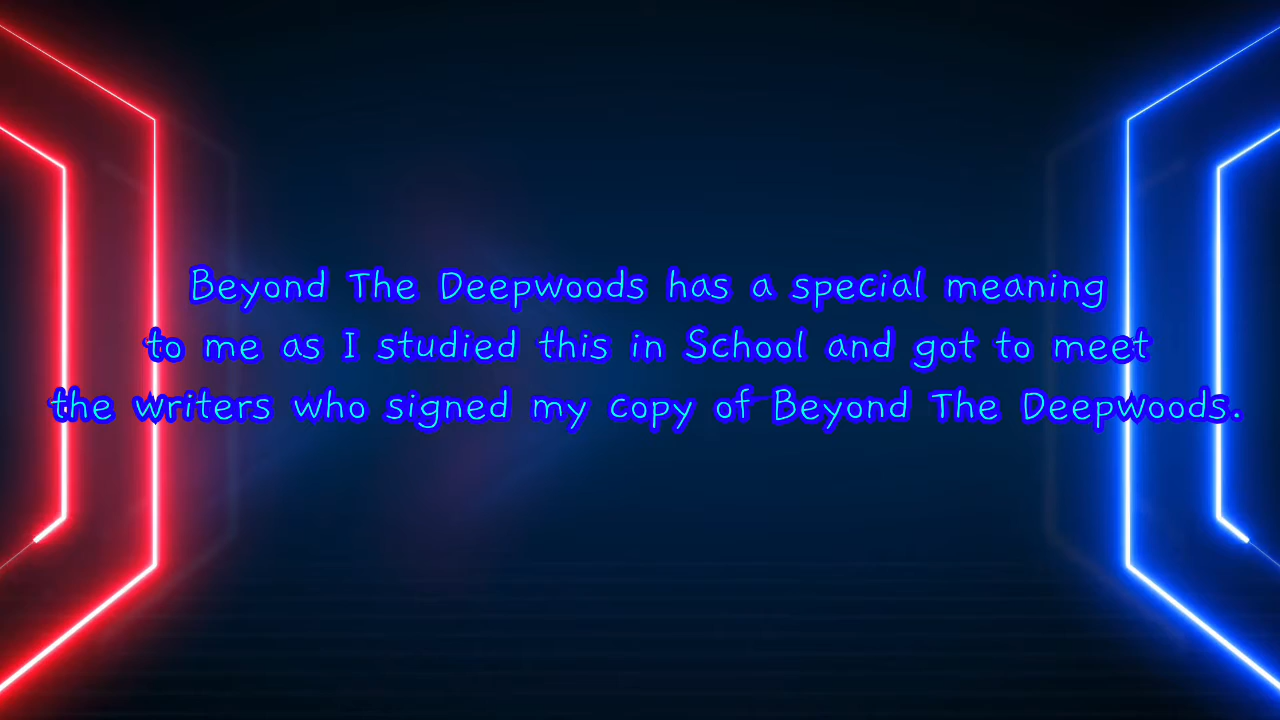 Beyond The Deepwoods has a special meaning
to me as I studied this in School and got to meet
the writers who signed my copy of Beyond The Deepwoods.